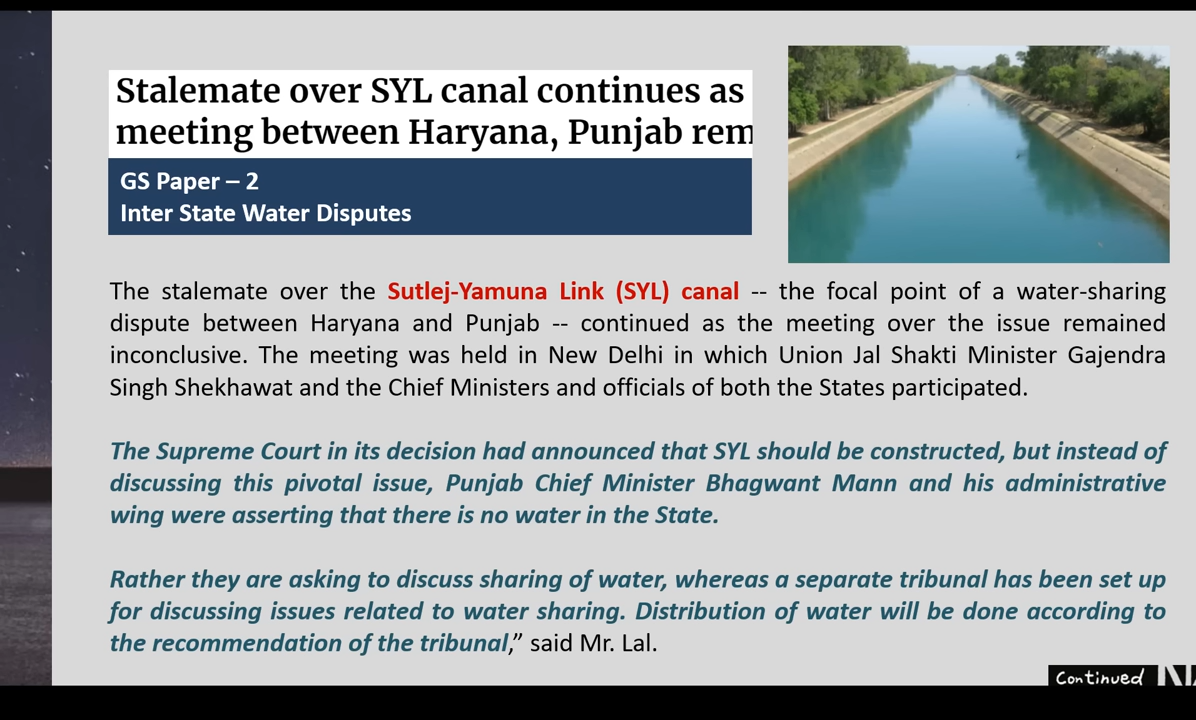 Stalemate over SYL canal continues as
meeting between Haryana, Punjab rem
GS Paper – 2
Inter State Water Disputes
The stalemate over the Sutlej-Yamuna Link (SYL) canal -- the focal point of a water-sharing
dispute between Haryana and Punjab -- continued as the meeting over the issue remained
inconclusive. The meeting was held in New Delhi in which Union Jal Shakti Minister Gajendra
Singh Shekhawat and the Chief Ministers and officials of both the States participated.
The Supreme Court in its decision had announced that SYL should be constructed, but instead of
discussing this pivotal issue, Punjab Chief Minister Bhagwant Mann and his administrative
wing were asserting that there is no water in the State.
Rather they are asking to discuss sharing of water, whereas a separate tribunal has been set up
for discussing issues related to water sharing. Distribution of water will be done according to
the recommendation of the tribunal,” said Mr. Lal.
Continued